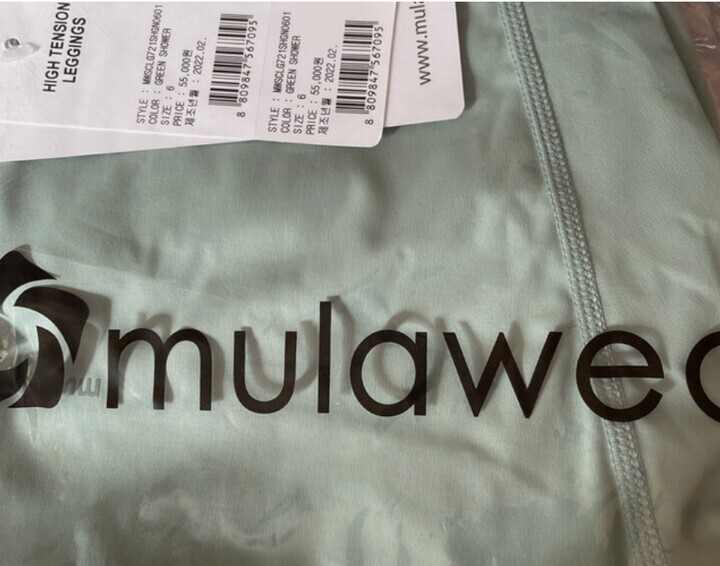 HIGH TENSION
LEGGINGS
STYLE : MWSCLG721SHGNO601
COLOR : GREEN SHOWER
SIZE : 6
PRICE : 55,000원
제조년월 : 2022.02.
8 809847 567095
STYLE : MWSCLG721SHGNO601
COLOR : GREEN SHOWER
SIZE : 6
PRICE : 55,000원
제조년월 : 2022.02.
8 809847 567095
www.mula
mulawea